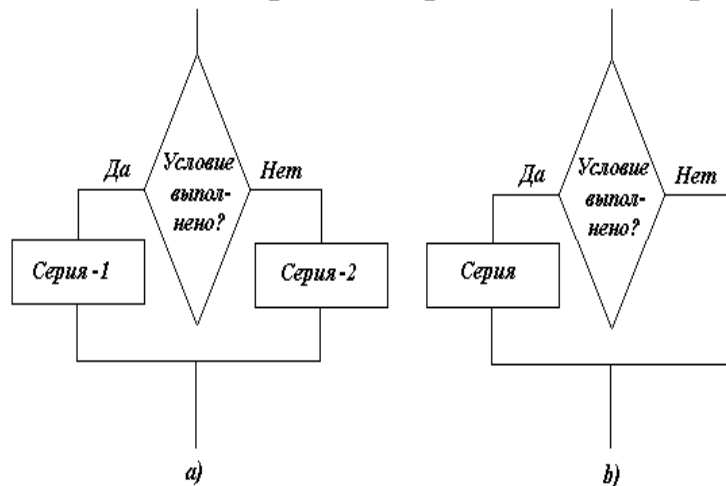 Условие
выпол-
нено?
Да
Нет
Серия -1
Серия -2
а)
Условие
выпол-
нено?
Да
Нет
Серия
b)